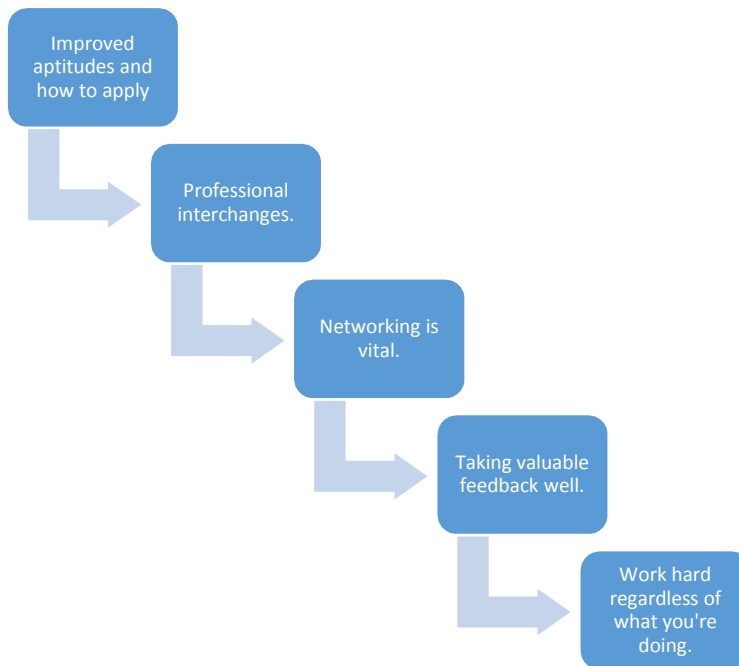 Improved
aptitudes and
how to apply
Professional
interchanges.
Networking is
vital.
Taking valuable
feedback well.
Work hard
regardless of
what you're
doing.